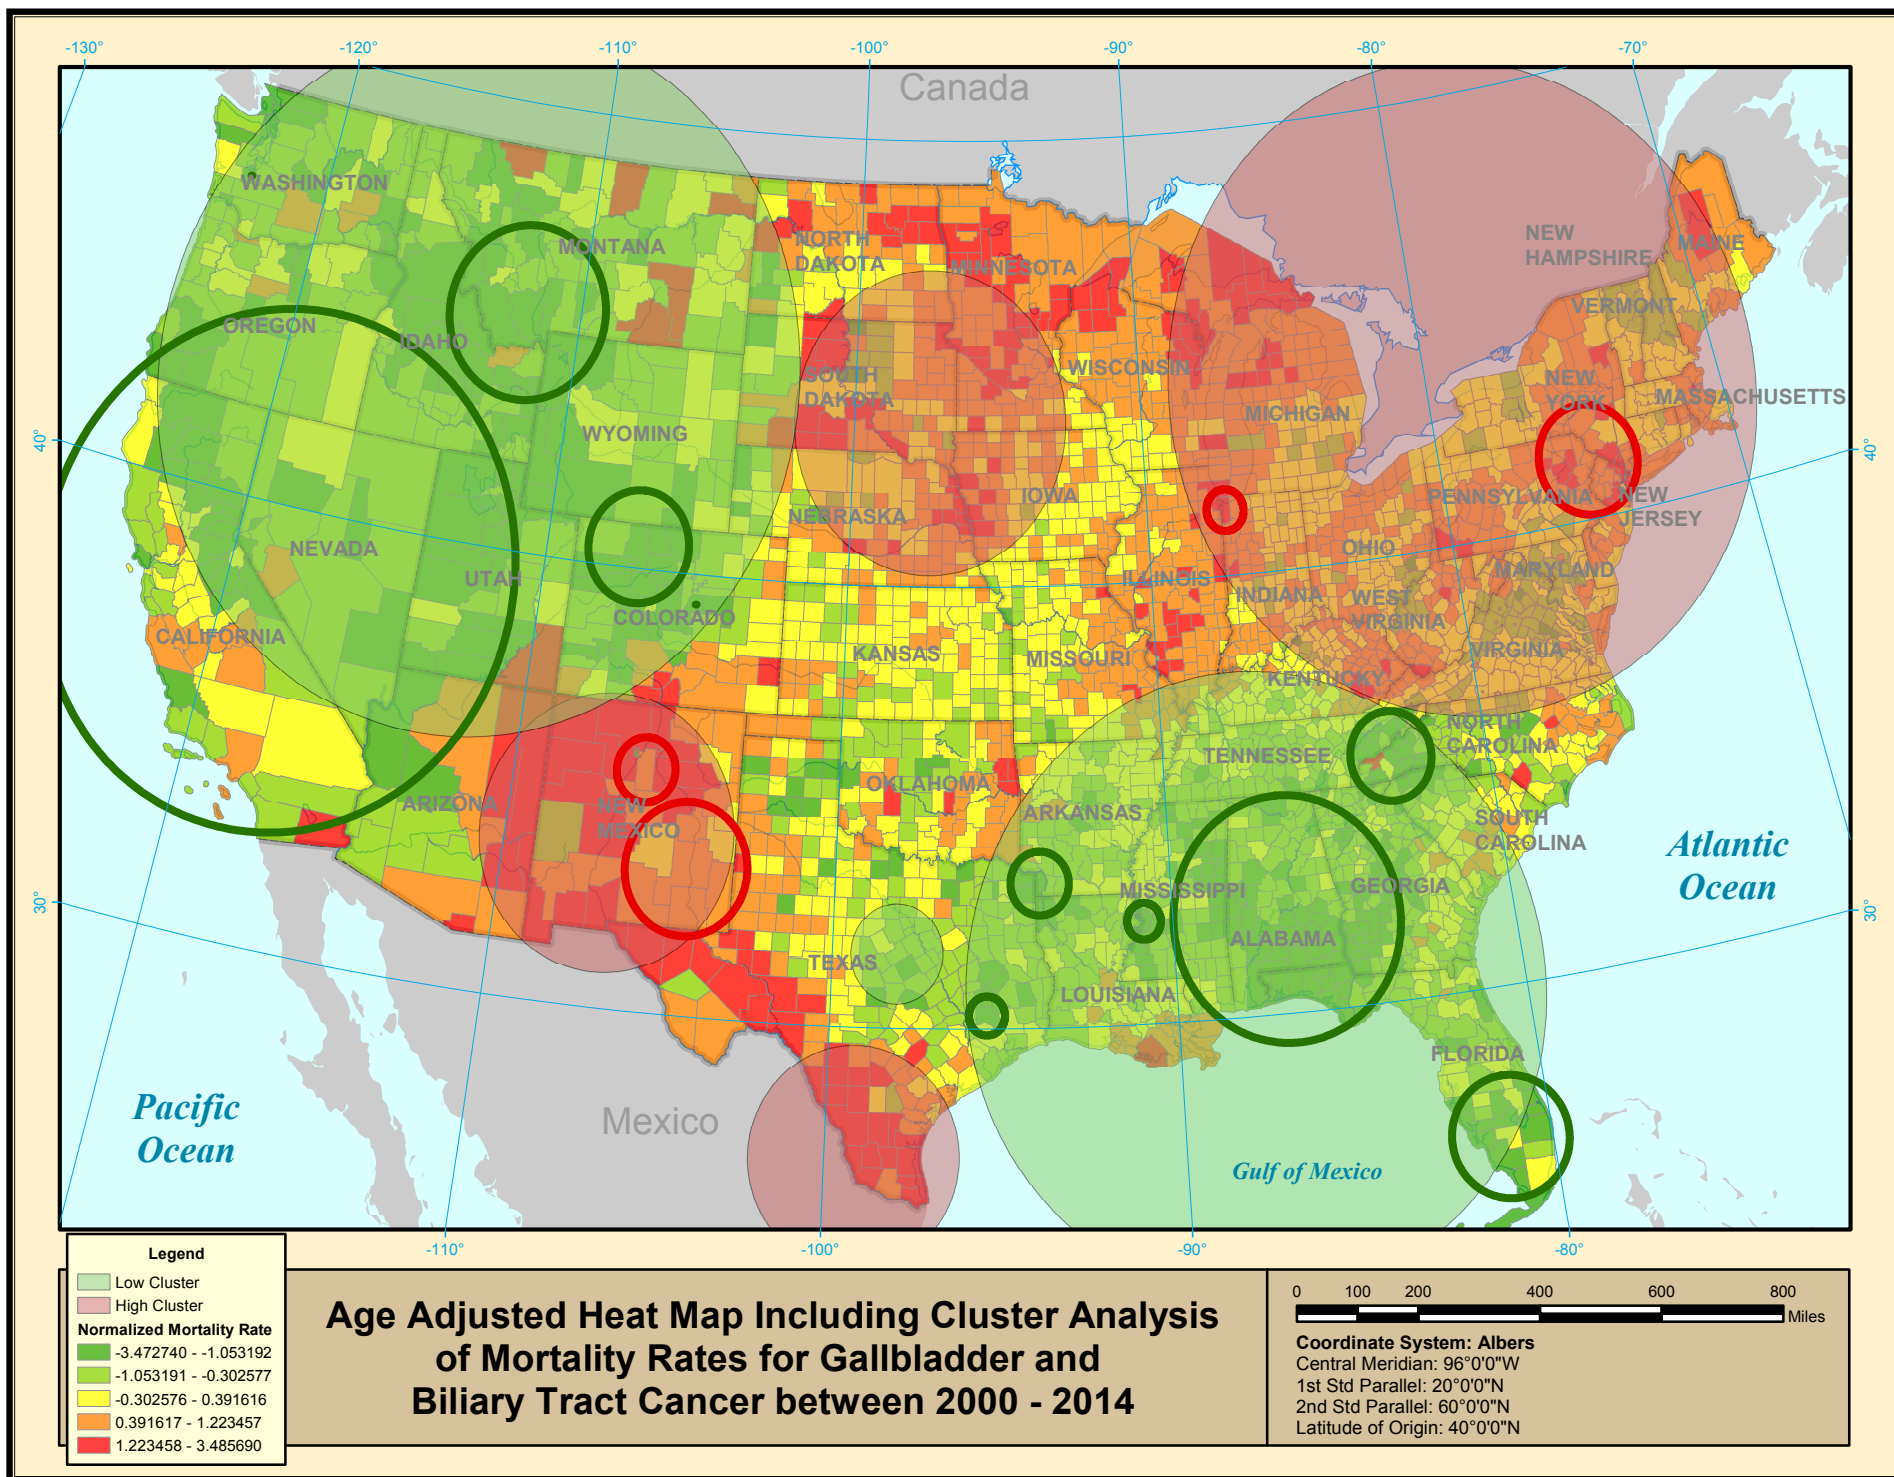 -130°
-120°
-110°
-100°
-90°
-80°
-70°
Canada
WASHINGTON
MONTANA
NORTH
DAKOTA
MINNESOTA
NEW
HAMPSHIRE
MAINE
VERMONT
OREGON
IDAHO
SOUTH
DAKOTA
WISCONSIN
MICHIGAN
NEW
YORK
MASSACHUSETTS
40°
40°
WYOMING
IOWA
NEBRASKA
PENNSYLVANIA
NEW
JERSEY
NEVADA
UTAH
COLORADO
ILLINOIS
INDIANA
OHIO
MARYLAND
WEST
VIRGINIA
CALIFORNIA
KANSAS
MISSOURI
KENTUCKY
VIRGINIA
NORTH
CAROLINA
TENNESSEE
ARIZONA
NEW
MEXICO
OKLAHOMA
ARKANSAS
SOUTH
CAROLINA
Atlantic
Ocean
30°
30°
MISSISSIPPI
GEORGIA
ALABAMA
TEXAS
LOUISIANA
FLORIDA
Pacific
Ocean
Mexico
Gulf of Mexico
-110°
-100°
-90°
-80°
Legend
Low Cluster
High Cluster
Normalized Mortality Rate
-3.472740 - -1.053192
-1.053191 - -0.302577
-0.302576 - 0.391616
0.391617 - 1.223457
1.223458 - 3.485690
Age Adjusted Heat Map Including Cluster Analysis
of Mortality Rates for Gallbladder and
Biliary Tract Cancer between 2000 - 2014
0 100 200 400 600 800
Miles
Coordinate System: Albers
Central Meridian: 96°0'0"W
1st Std Parallel: 20°0'0"N
2nd Std Parallel: 60°0'0"N
Latitude of Origin: 40°0'0"N